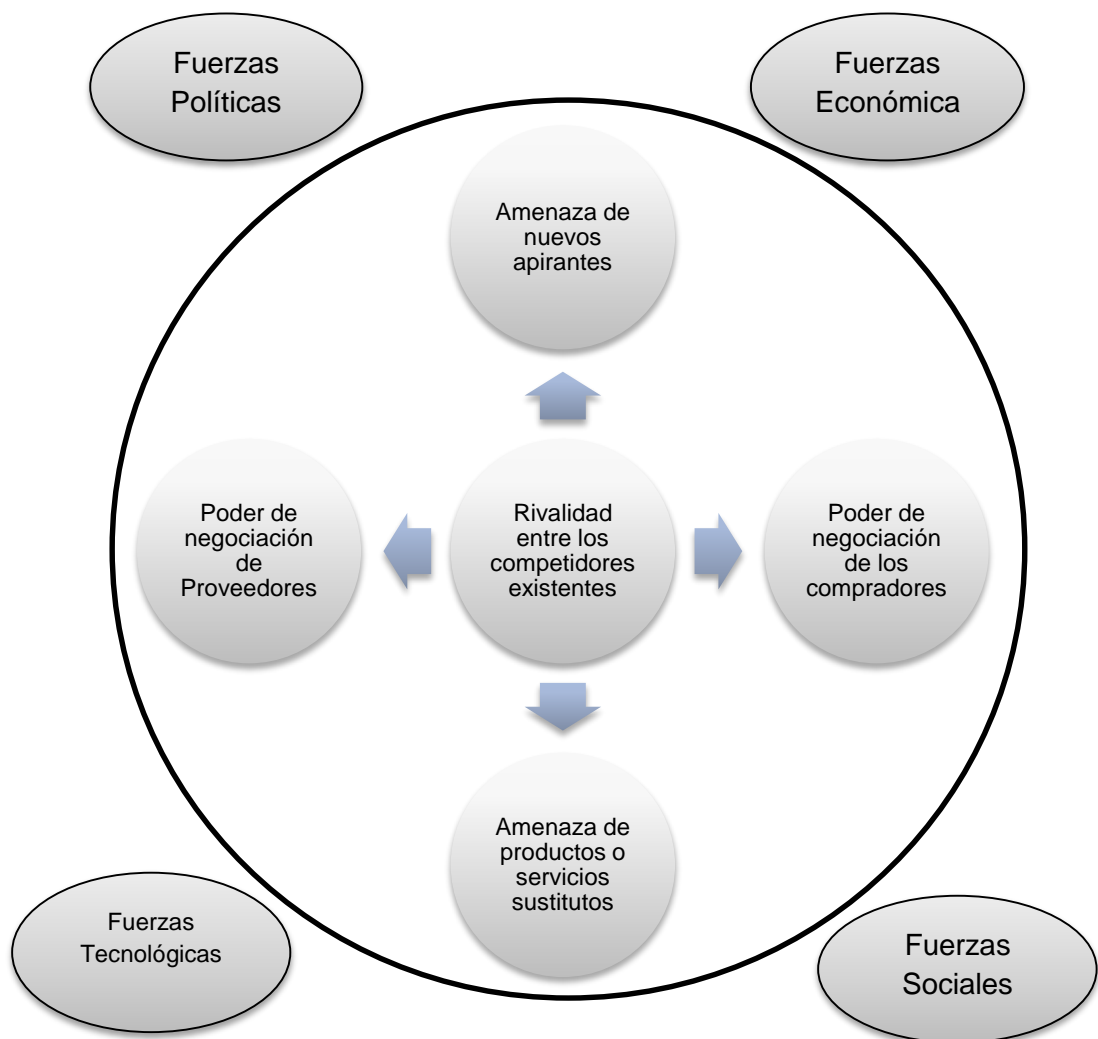 Fuerzas
Políticas
Fuerzas
Económica
Amenaza de
nuevos
apirantes
Poder de
negociación
de
Proveedores
Rivalidad
entre los
competidores
existentes
Poder de
negociación
de los
compradores
Amenaza de
productos o
servicios
sustitutos
Fuerzas
Tecnológicas
Fuerzas
Sociales